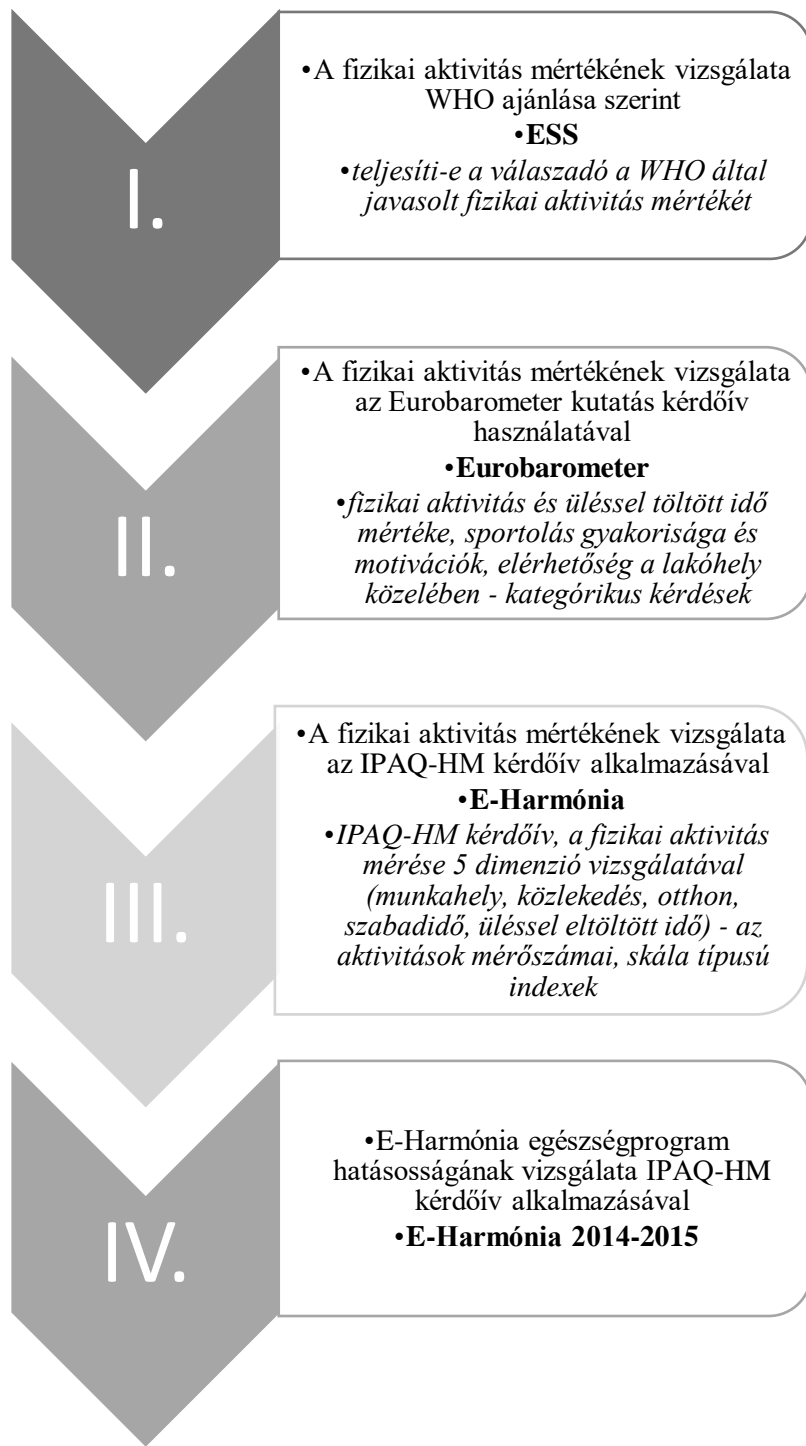 I.
•A fizikai aktivitás mértékének vizsgálata
WHO ajánlása szerint
•ESS
•teljesíti-e a válaszadó a WHO által
javasolt fizikai aktivitás mértékét
II.
•A fizikai aktivitás mértékének vizsgálata
az Eurobarometer kutatás kérdőív
használatával
•Eurobarometer
•fizikai aktivitás és üléssel töltött idő
mértéke, sportolás gyakorisága és
motivációk, elérhetőség a lakóhely
közelében - kategórikus kérdések
III.
•A fizikai aktivitás mértékének vizsgálata
az IPAQ-HM kérdőív alkalmazásával
•E-Harmónia
•IPAQ-HM kérdőív, a fizikai aktivitás
mérése 5 dimenzió vizsgálatával
(munkahely, közlekedés, otthon,
szabadidő, üléssel eltöltött idő) - az
aktivitások mérőszámai, skála típusú
indexek
IV.
•E-Harmónia egészségprogram
hatásosságának vizsgálata IPAQ-HM
kérdőív alkalmazásával
•E-Harmónia 2014-2015